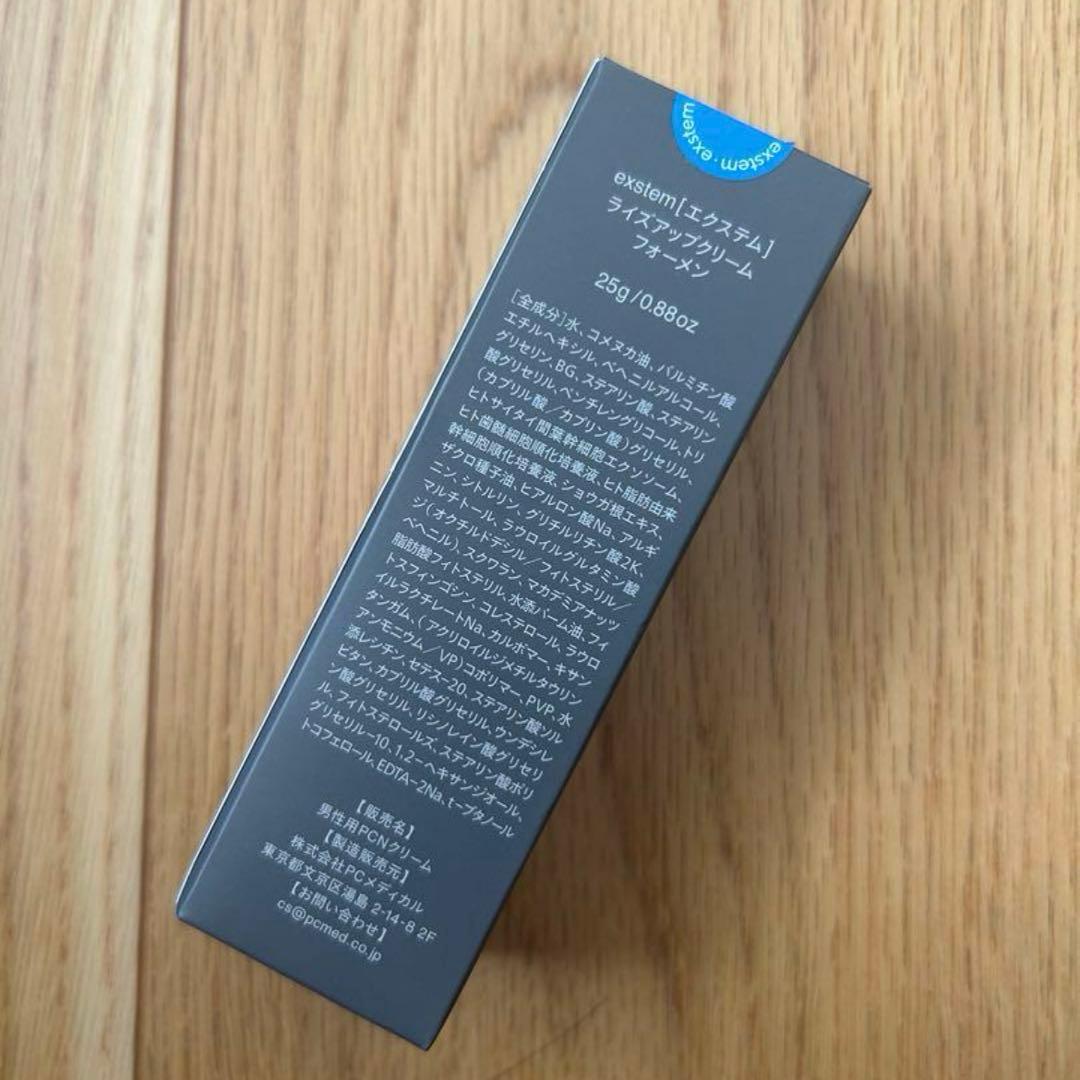 exstem・exstem
exstem[エクステム]
ライズアップクリーム
フォーメン
25g/0.88oz
[全成分]水、コメヌカ油、パルミチン酸
エチルヘキシル、ベヘニルアルコール、
グリセリン、BG、ステアリン酸、ステアリン
酸グリセリル、ペンチレングリコール、トリ
(カプリル酸/カプリン酸)グリセリル、
ヒトサイタイ間葉幹細胞エクソソーム、
ヒト歯髄細胞順化培養液、ヒト脂肪由来
幹細胞順化培養液、ショウガ根エキス、
ザクロ種子油、ヒアルロン酸Na、アルギ
ニン、シトルリン、グリチルリチン酸2K、
マルチトール、ラウロイルグルタミン酸
ジ(オクチルドデシル/フィトステリル/
ベヘニル)、スクワラン、マカデミアナッツ
脂肪酸フィトステリル、水添パーム油、フィ
トスフィンゴシン、コレステロール、ラウロ
イルラクチレートNa、カルボマー、キサン
タンガム、(アクリロイルジメチルタウリン
アンモニウム/VP)コポリマー、PVP、水
添レシチン、セテス-20、ステアリン酸ソル
ビタン、カプリル酸グリセリル、ウンデシレ
ン酸グリセリル、リシノレイン酸グリセリ
ル、フィトステロールズ、ステアリン酸ポリ
グリセリル-10、1,2-ヘキサンジオール、
トコフェロール、EDTA-2Na、t-ブタノール
【販売名】
男性用PCNクリーム
【製造販売元】
株式会社PCメディカル
東京都文京区湯島 2-14-8 2F
【お問い合わせ】
cs@pcmed.co.jp